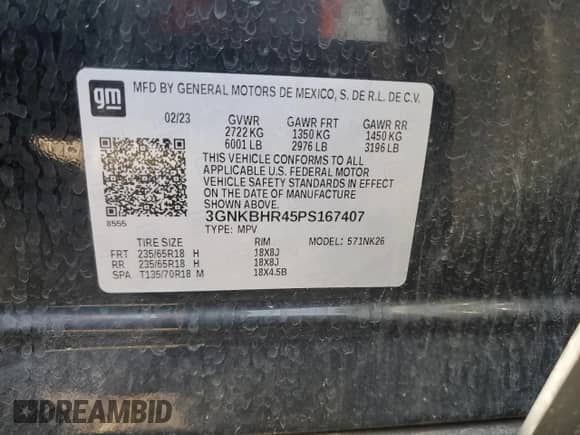 gm
MFD BY GENERAL MOTORS DE MEXICO, S. DE R.L. DE C.V.
02/23 GVWR GAWR FRT GAWR RR
2722 KG 1350 KG 1450 KG
6001 LB 2976 LB 3196 LB
THIS VEHICLE CONFORMS TO ALL
APPLICABLE U.S. FEDERAL MOTOR
VEHICLE SAFETY STANDARDS IN EFFECT
ON THE DATE OF MANUFACTURE
SHOWN ABOVE.
8555 3GNKBHR45PS167407
TYPE: MPV
TIRE SIZE RIM MODEL: 571NK26
FRT 235/65R18 H 18X8J
RR 235/65R18 H 18X8J
SPA T135/70R18 M 18X4.5B
DREAMBID